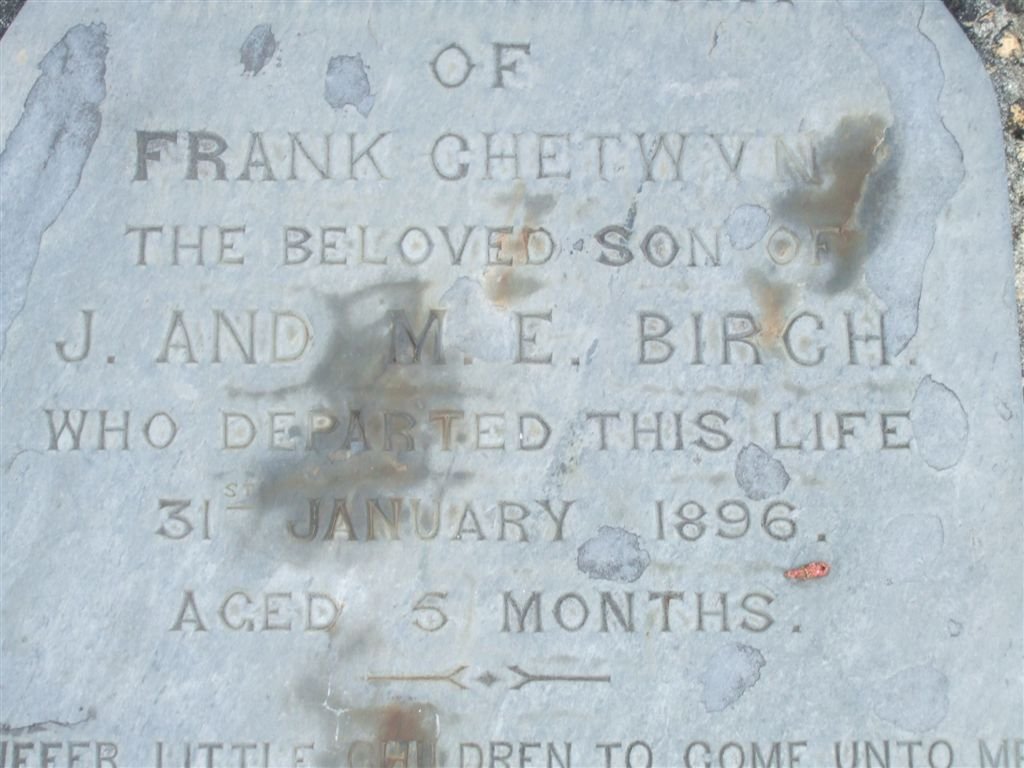 OF
FRANK CHETWYN
THE BELOVED SON OF
J. AND M. E. BIRCH.
WHO DEPARTED THIS LIFE
31ST JANUARY 1896.
AGED 5 MONTHS.
LITTLE CHILDREN TO COME UNTO ME